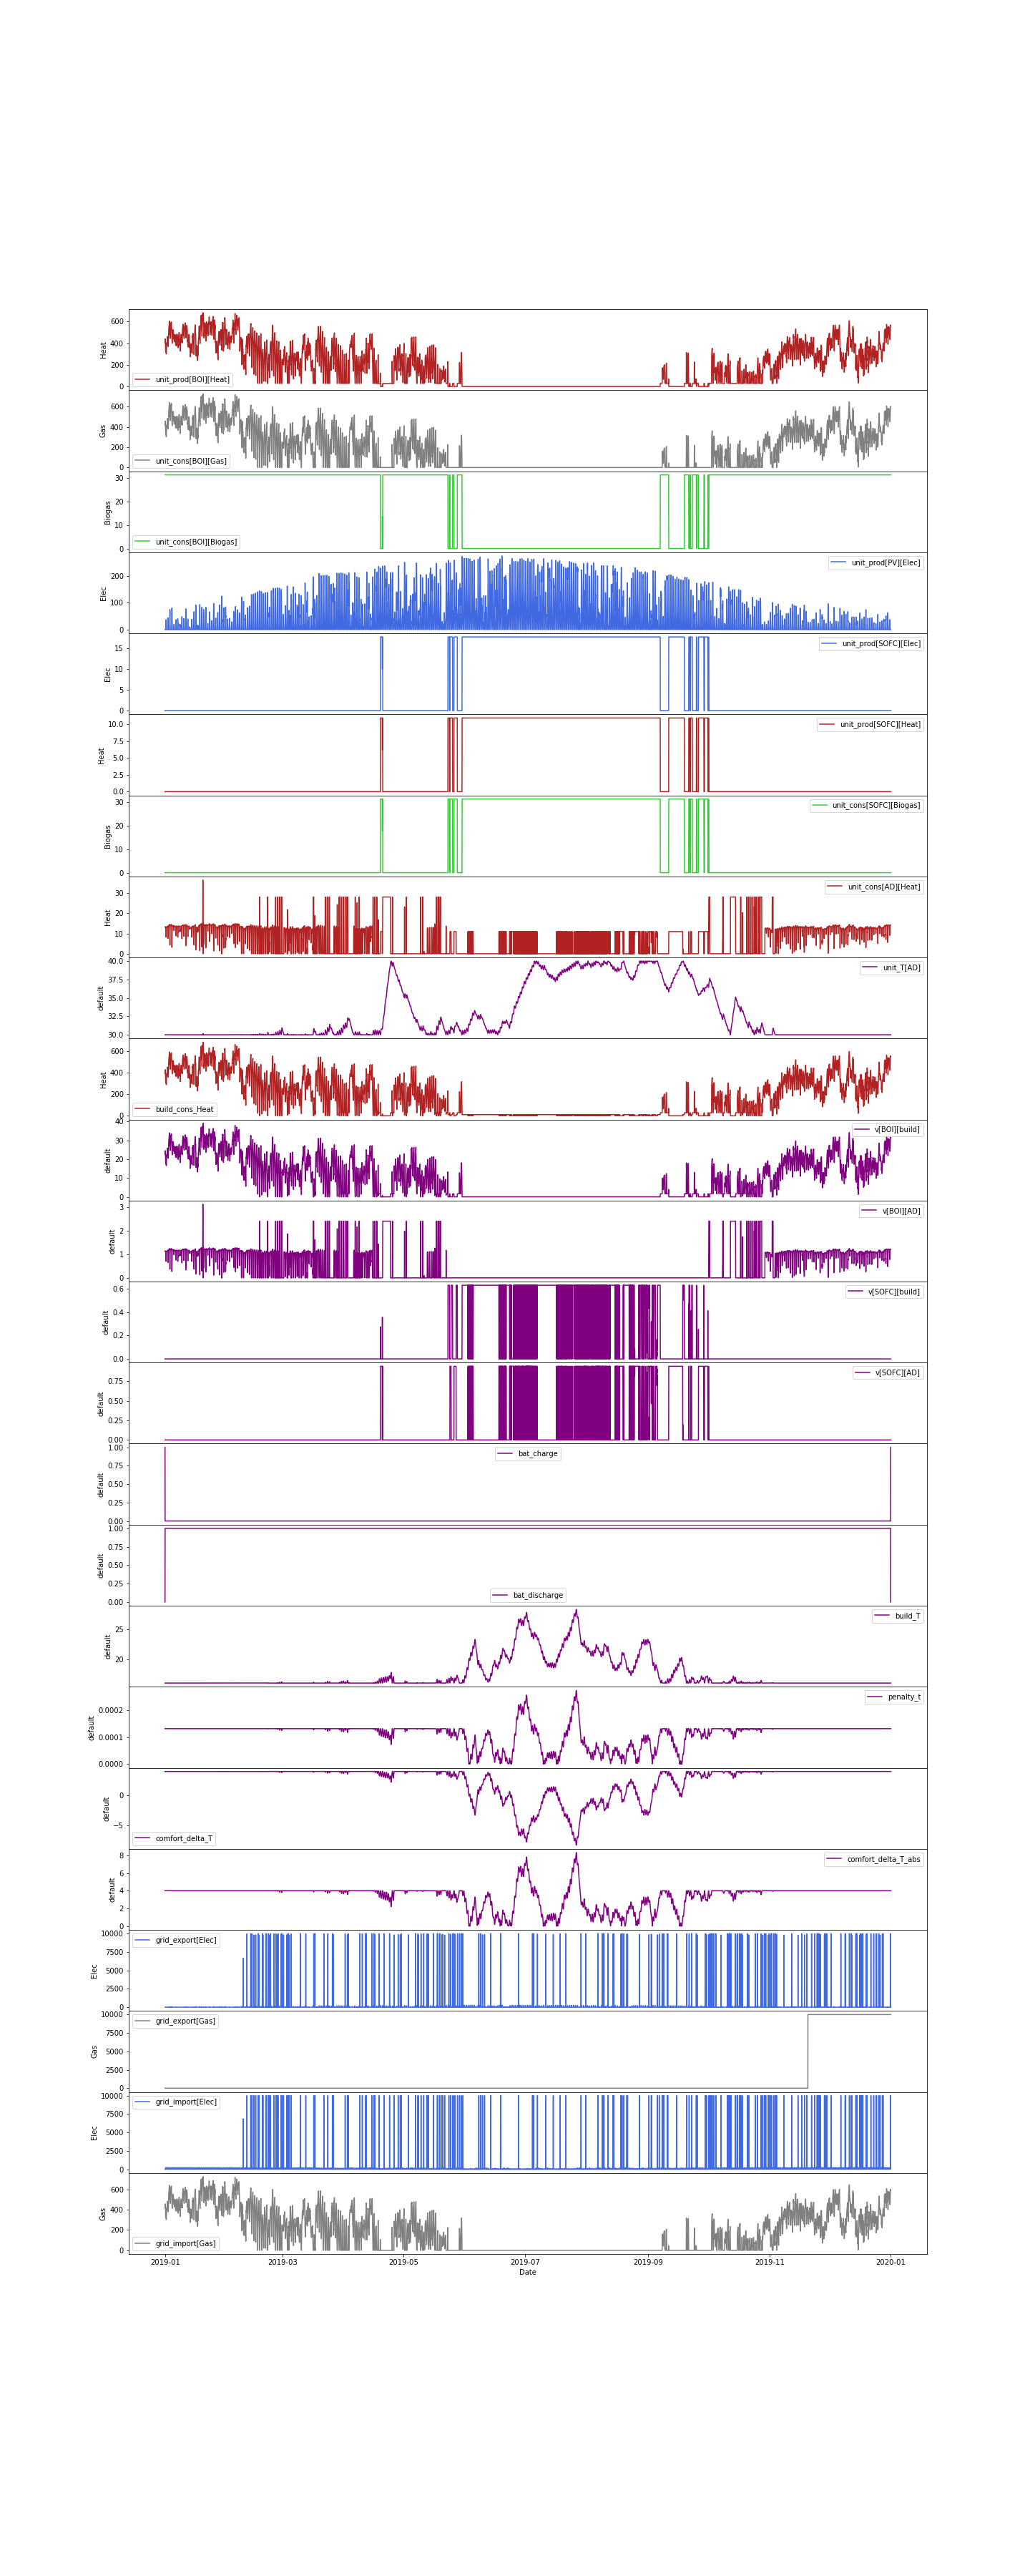 600
400
200
0
Heat
unit_prod[BOI][Heat]
600
400
200
0
Gas
unit_cons[BOI][Gas]
30
20
10
0
Biogas
unit_cons[BOI][Biogas]
200
100
0
Elec
unit_prod[PV][Elec]
15
10
5
0
Elec
unit_prod[SOFC][Elec]
10.0
7.5
5.0
2.5
0.0
Heat
unit_prod[SOFC][Heat]
30
20
10
0
Biogas
unit_cons[SOFC][Biogas]
30
20
10
0
Heat
unit_cons[AD][Heat]
40.0
37.5
35.0
32.5
30.0
default
unit_T[AD]
600
400
200
0
Heat
build_cons_Heat
40
30
20
10
0
default
v[BOI][build]
3
2
1
0
default
v[BOI][AD]
0.6
0.4
0.2
0.0
default
v[SOFC][build]
0.75
0.50
0.25
0.00
default
v[SOFC][AD]
1.00
0.75
0.50
0.25
0.00
default
bat_charge
1.00
0.75
0.50
0.25
0.00
default
bat_discharge
25
20
default
build_T
0.0002
0.0001
0.0000
default
penalty_t
0
−5
default
comfort_delta_T
8
6
4
2
0
default
comfort_delta_T_abs
10000
7500
5000
2500
0
Elec
grid_export[Elec]
10000
7500
5000
2500
0
Gas
grid_export[Gas]
10000
7500
5000
2500
0
Elec
grid_import[Elec]
600
400
200
0
Gas
grid_import[Gas]
2019-01 2019-03 2019-05 2019-07 2019-09 2019-11 2020-01
Date